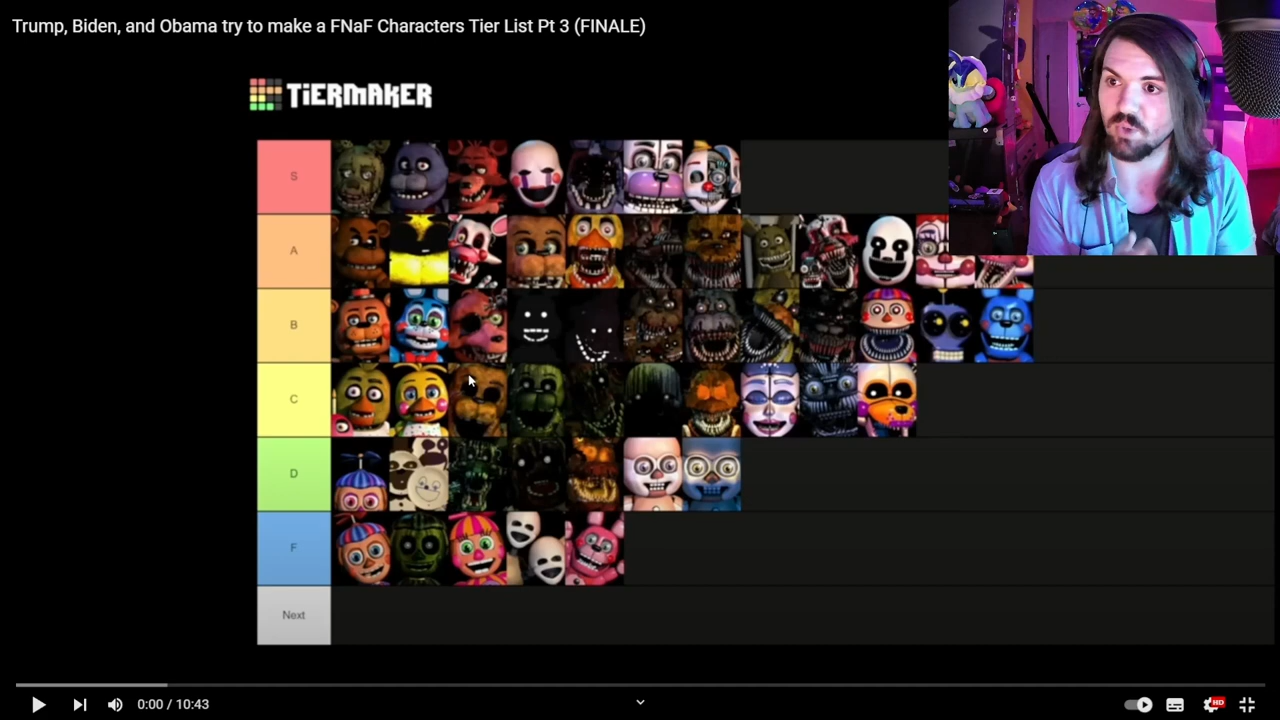 Trump, Biden, and Obama try to make a FNaF Characters Tier List Pt 3 (FINALE)
TIERMAKER
S
A
B
C
D
F
Next
0:00 / 10:43
HD